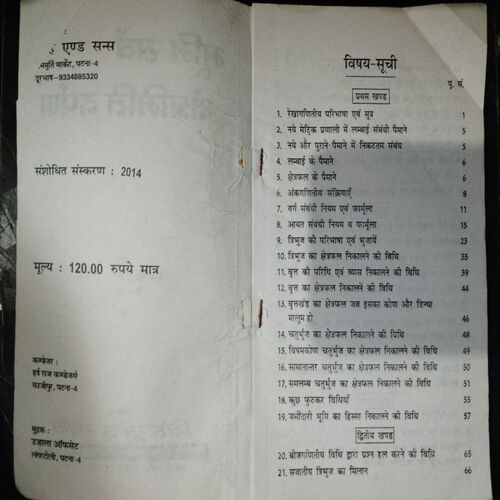 एण्ड सन्स
मार्केट, पटना-4
दूरभाष-9334885320
संशोधित संस्करण : 2014
मूल्य : 120.00 रुपये मात्र
कम्पोजर :
हर्ष राज कम्पोजर्स
काजीपुर, पटना-4
मुद्रक :
उजाला ऑफसेट
लंगरटोली, पटना-4
विषय-सूची
पृ. सं.
प्रथम खण्ड
1. रेखागणितीय परिभाषा एवं सूत्र 1
2. नये मेट्रिक प्रणाली में लम्बाई संबंधी पैमाने 5
3. नये और पुराने पैमाने में निकटतम संबंध 5
4. लम्बाई के पैमाने 6
5. क्षेत्रफल के पैमाने 6
6. अंकगणितीय संक्रियाएँ 8
7. वर्ग संबंधी नियम एवं फार्मूला 11
8. आयत संबंधी नियम व फार्मूला 15
9. त्रिभुज की परिभाषा एवं भुजायें 23
10. त्रिभुज का क्षेत्रफल निकालने की विधि 35
11. वृत्त की परिधि एवं व्यास निकालने की विधि 39
12. वृत्त का क्षेत्रफल निकालने की विधि 44
13. वृत्तखंड का क्षेत्रफल जब इसका कोण और त्रिज्या
मालूम हो 46
14. चतुर्भुज का क्षेत्रफल निकालने की विधि 48
15. विषमकोण चतुर्भुज का क्षेत्रफल निकालने की विधि 49
16. सामानान्तर चतुर्भुज का क्षेत्रफल निकालने की विधि 50
17. समलम्ब चतुर्भुज का क्षेत्रफल निकालने की विधि 51
18. कुछ फुटकर विधियाँ 55
19. जमींदारी भूमि का हिस्सा निकालने की विधि 57
द्वितीय खण्ड
20. बीजगणितीय विधि द्वारा प्रश्न हल करने की विधि 65
21. सजातीय त्रिभुज का मिलान 66